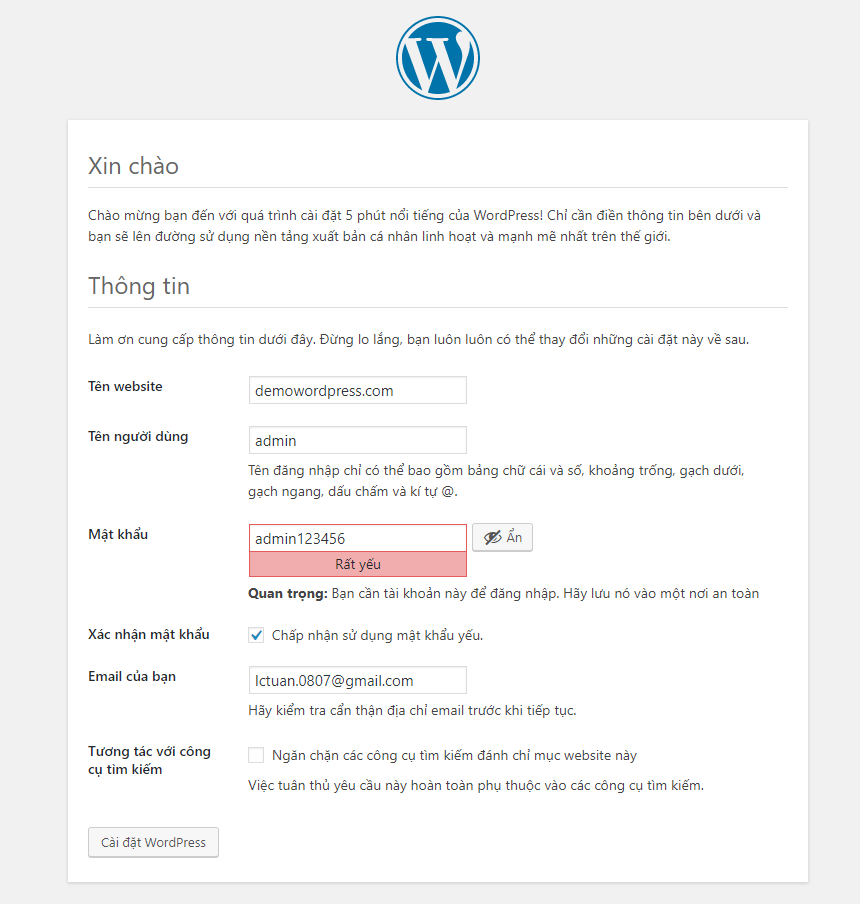 Xin chào
Chào mừng bạn đến với quá trình cài đặt 5 phút nổi tiếng của WordPress! Chỉ cần điền thông tin bên dưới và
bạn sẽ lên đường sử dụng nền tảng xuất bản cá nhân linh hoạt và mạnh mẽ nhất trên thế giới.
Thông tin
Làm ơn cung cấp thông tin dưới đây. Đừng lo lắng, bạn luôn luôn có thể thay đổi những cài đặt này về sau.
Tên website
demowordpress.com
Tên người dùng
admin
Tên đăng nhập chỉ có thể bao gồm bảng chữ cái và số, khoảng trống, gạch dưới,
gạch ngang, dấu chấm và kí tự @.
Mật khẩu
admin123456
Ẩn
Rất yếu
Quan trọng: Bạn cần tài khoản này để đăng nhập. Hãy lưu nó vào một nơi an toàn
Xác nhận mật khẩu
Chấp nhận sử dụng mật khẩu yếu.
Email của bạn
lctuan.0807@gmail.com
Hãy kiểm tra cẩn thận địa chỉ email trước khi tiếp tục.
Tương tác với công
cụ tìm kiếm
Ngăn chặn các công cụ tìm kiếm đánh chỉ mục website này
Việc tuân thủ yêu cầu này hoàn toàn phụ thuộc vào các công cụ tìm kiếm.
Cài đặt WordPress